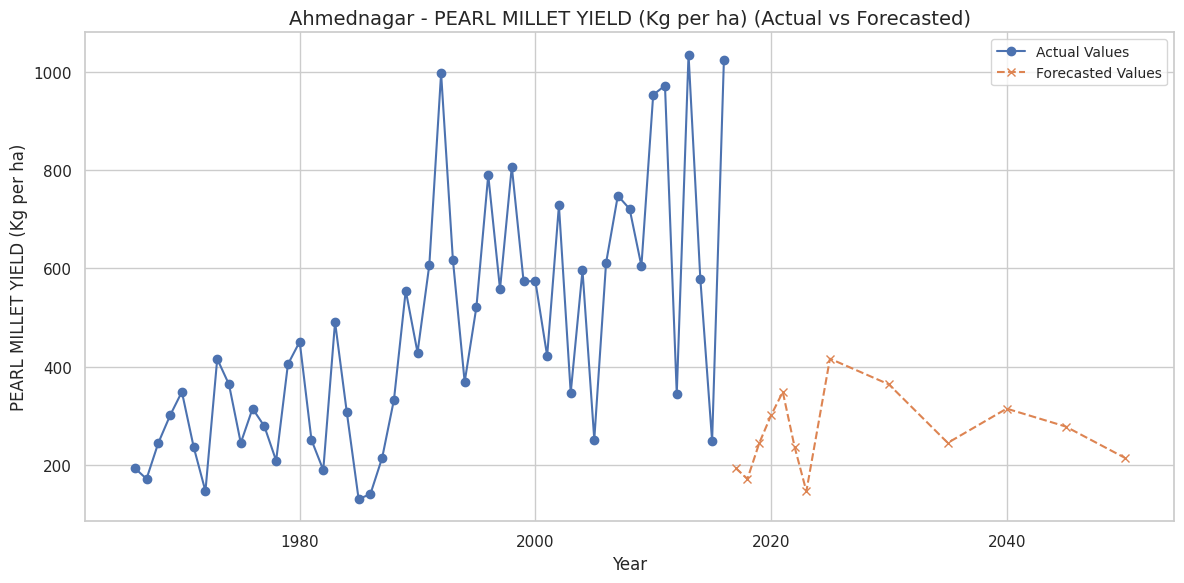 Ahmednagar - PEARL MILLET YIELD (Kg per ha) (Actual vs Forecasted)
Actual Values
Forecasted Values
PEARL MILLET YIELD (Kg per ha)
1000
800
600
400
200
1980
2000
2020
2040
Year